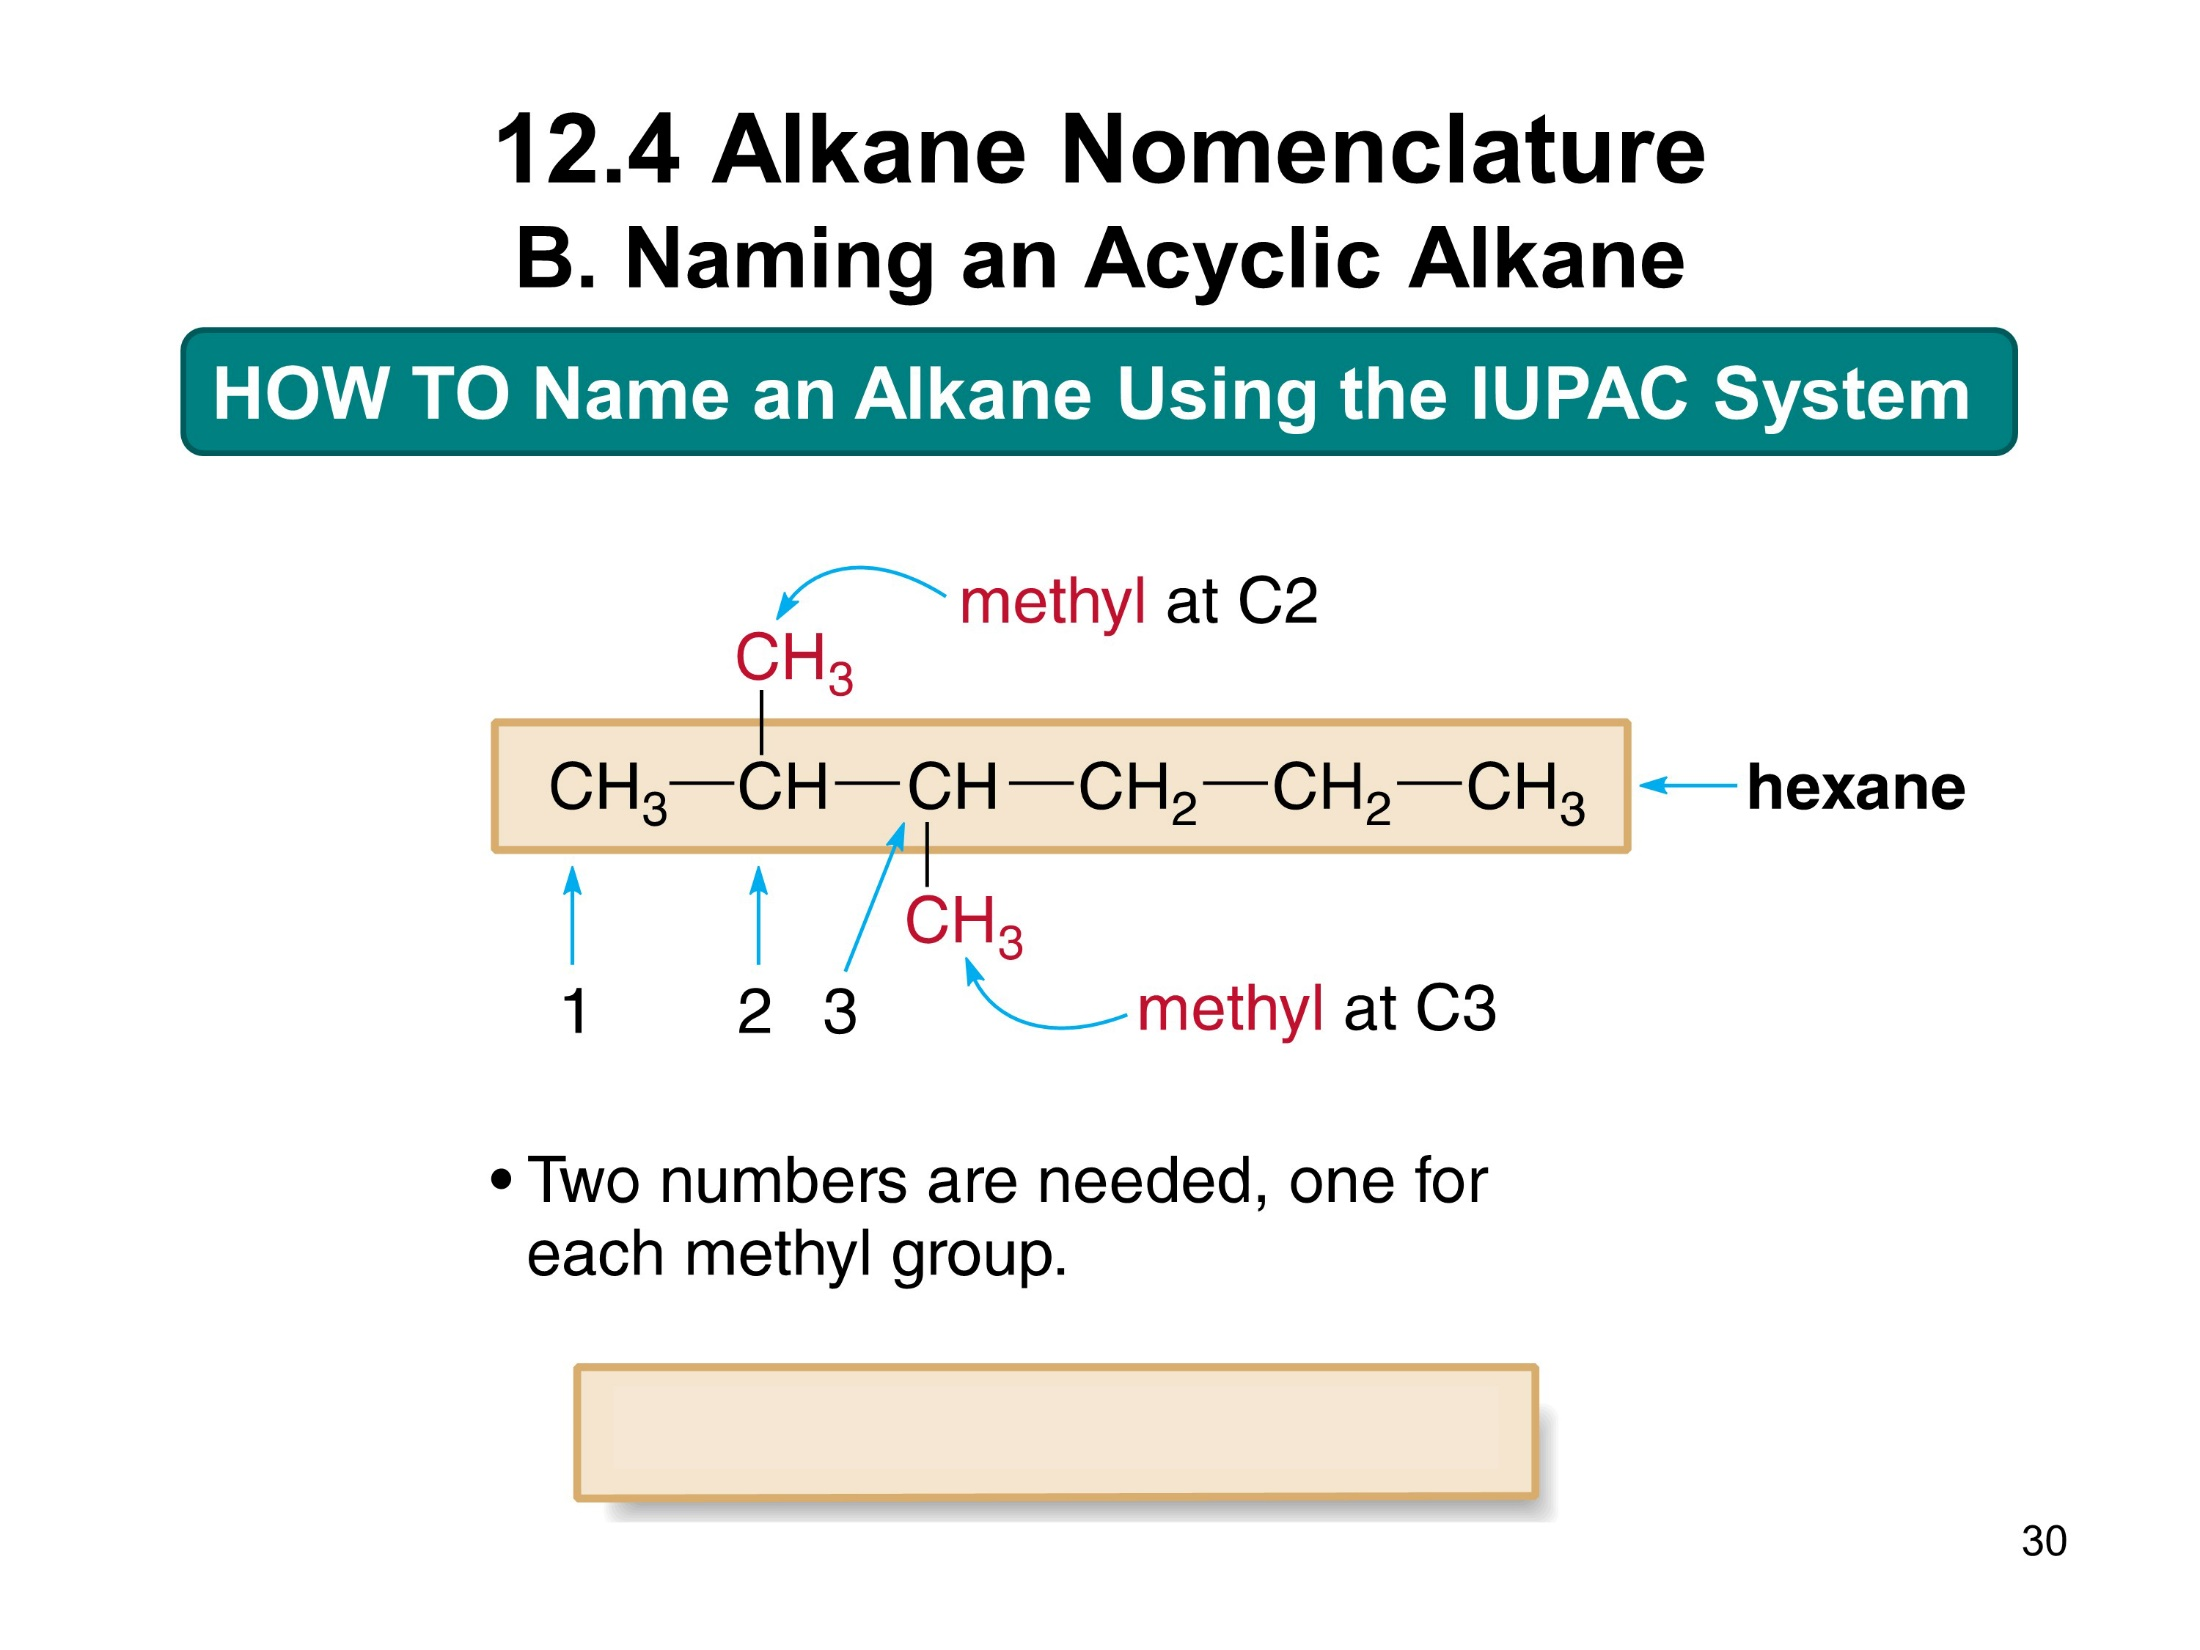 12.4 Alkane Nomenclature
B. Naming an Acyclic Alkane
HOW TO Name an Alkane Using the IUPAC System
methyl at C2
CH₃
CH₃—CH—CH—CH₂—CH₂—CH₃
hexane
CH₃
1 2 3
methyl at C3
• Two numbers are needed, one for
each methyl group.
30